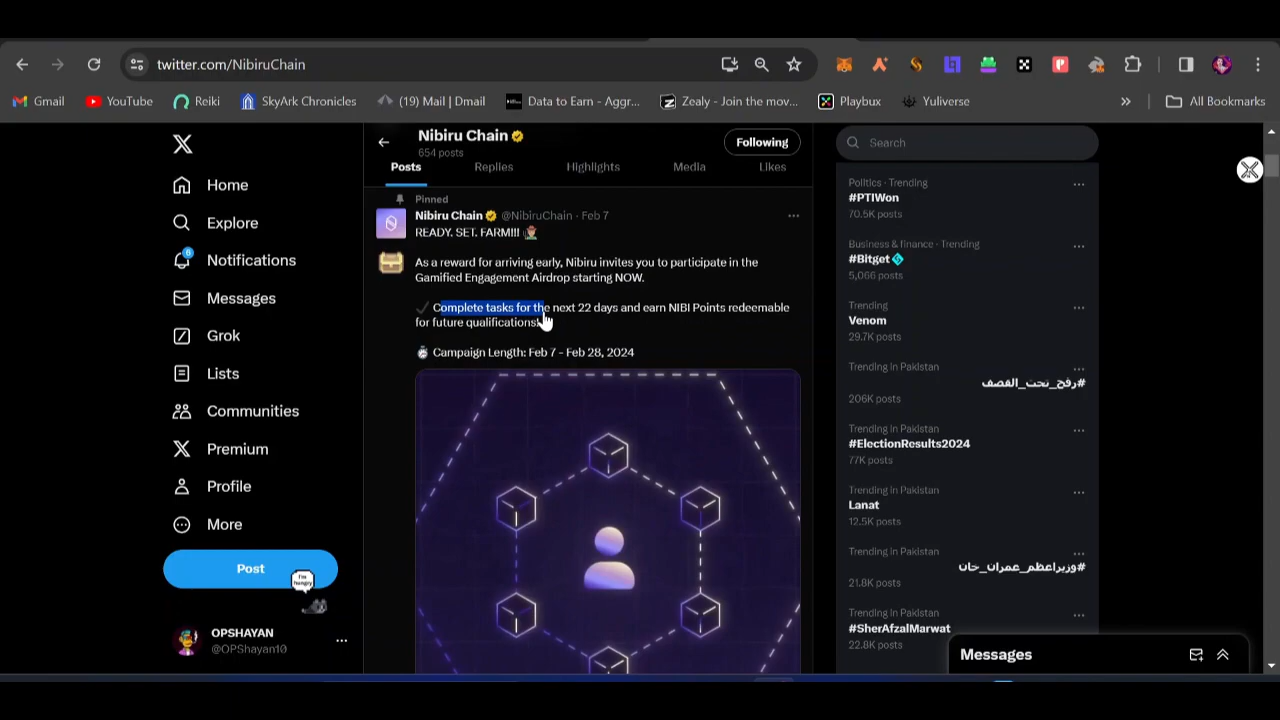 twitter.com/NibiruChain
Gmail
YouTube
Reiki
SkyArk Chronicles
(19) Mail | Dmail
Data to Earn - Aggr...
Zealy - Join the mov...
Playbux
Yuliverse
»
All Bookmarks
Home
Explore
6
Notifications
Messages
Grok
Lists
Communities
Premium
Profile
More
Post
I'm hungry
OPSHAYAN
@OPShayan10
Nibiru Chain
654 posts
Following
Posts
Replies
Highlights
Media
Likes
Pinned
Nibiru Chain @NibiruChain · Feb 7
READY. SET. FARM!!!
As a reward for arriving early, Nibiru invites you to participate in the
Gamified Engagement Airdrop starting NOW.
✓ Complete tasks for the next 22 days and earn NIBI Points redeemable
for future qualifications.
Campaign Length: Feb 7 - Feb 28, 2024
Search
Politics · Trending
#PTIWon
70.5K posts
Business & finance · Trending
#Bitget
5,066 posts
Trending
Venom
29.7K posts
Trending in Pakistan
#رفح_تحت_القصف
206K posts
Trending in Pakistan
#ElectionResults2024
77K posts
Trending in Pakistan
Lanat
12.5K posts
Trending in Pakistan
#وزیراعظم_عمران_خان
21.8K posts
Trending in Pakistan
#SherAfzalMarwat
22.8K posts
Messages